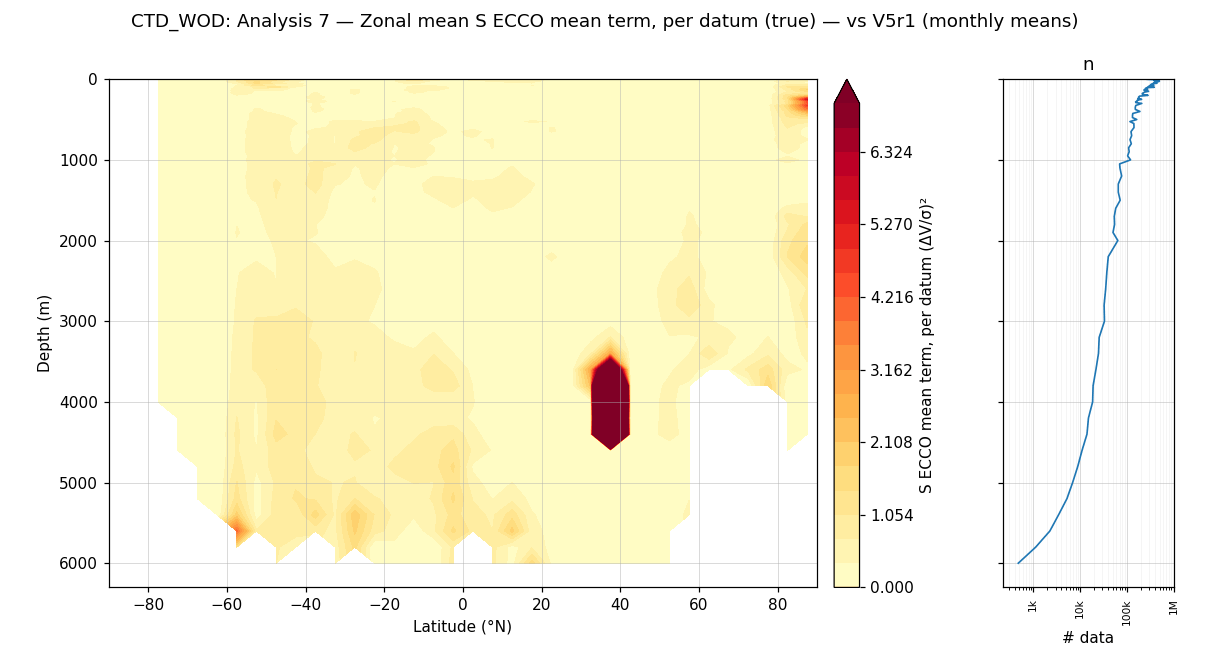 CTD_WOD: Analysis 7 — Zonal mean S ECCO mean term, per datum (true) — vs V5r1 (monthly means)
n
0
1000
2000
3000
4000
5000
6000
Depth (m)
−80
−60
−40
−20
0
20
40
60
80
Latitude (°N)
6.324
5.270
4.216
3.162
2.108
1.054
0.000
S ECCO mean term, per datum (ΔV/σ)²
1k
10k
100k
1M
# data